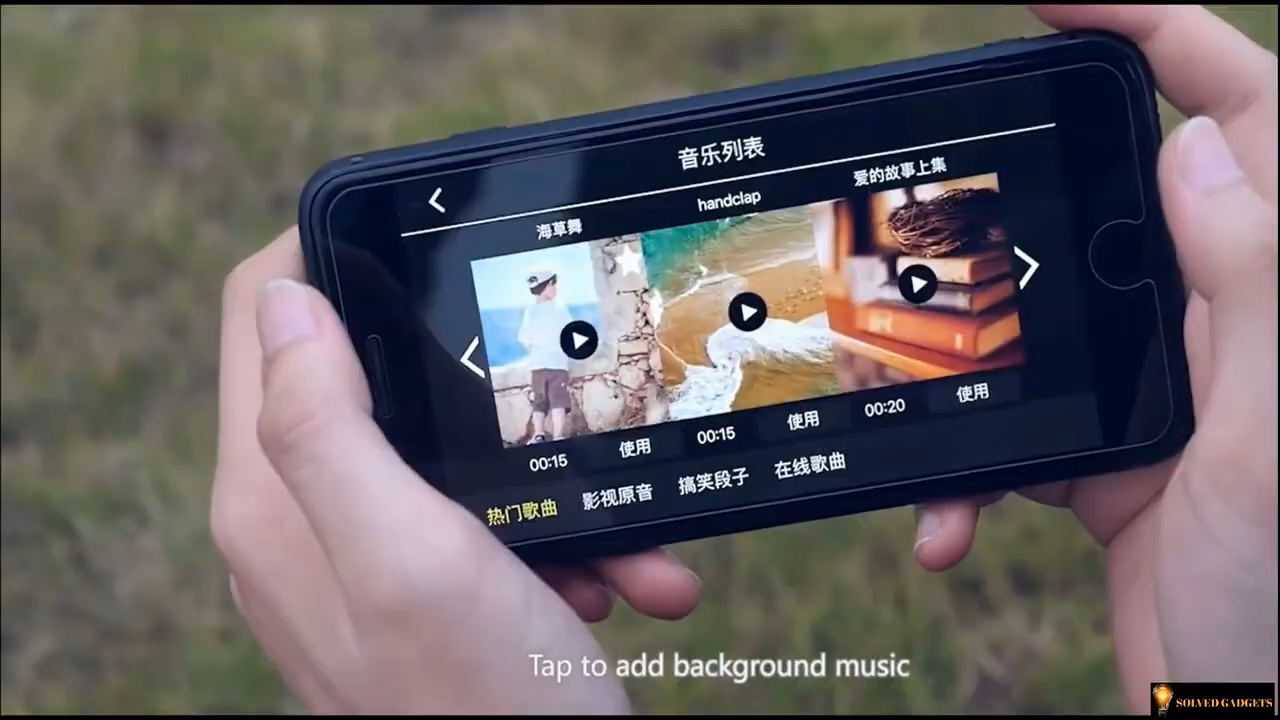 音乐列表
海草舞
handclap
爱的故事上集
00:15
使用
00:15
使用
00:20
使用
热门歌曲
影视原音
搞笑段子
在线歌曲
Tap to add background music
SOLVED GADGETS